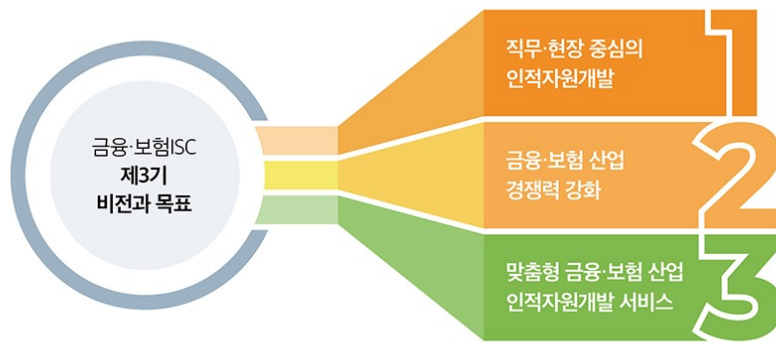 금융·보험ISC
제3기
비전과 목표
직무·현장 중심의
인적자원개발
1
금융·보험 산업
경쟁력 강화
2
맞춤형 금융·보험 산업
인적자원개발 서비스
3